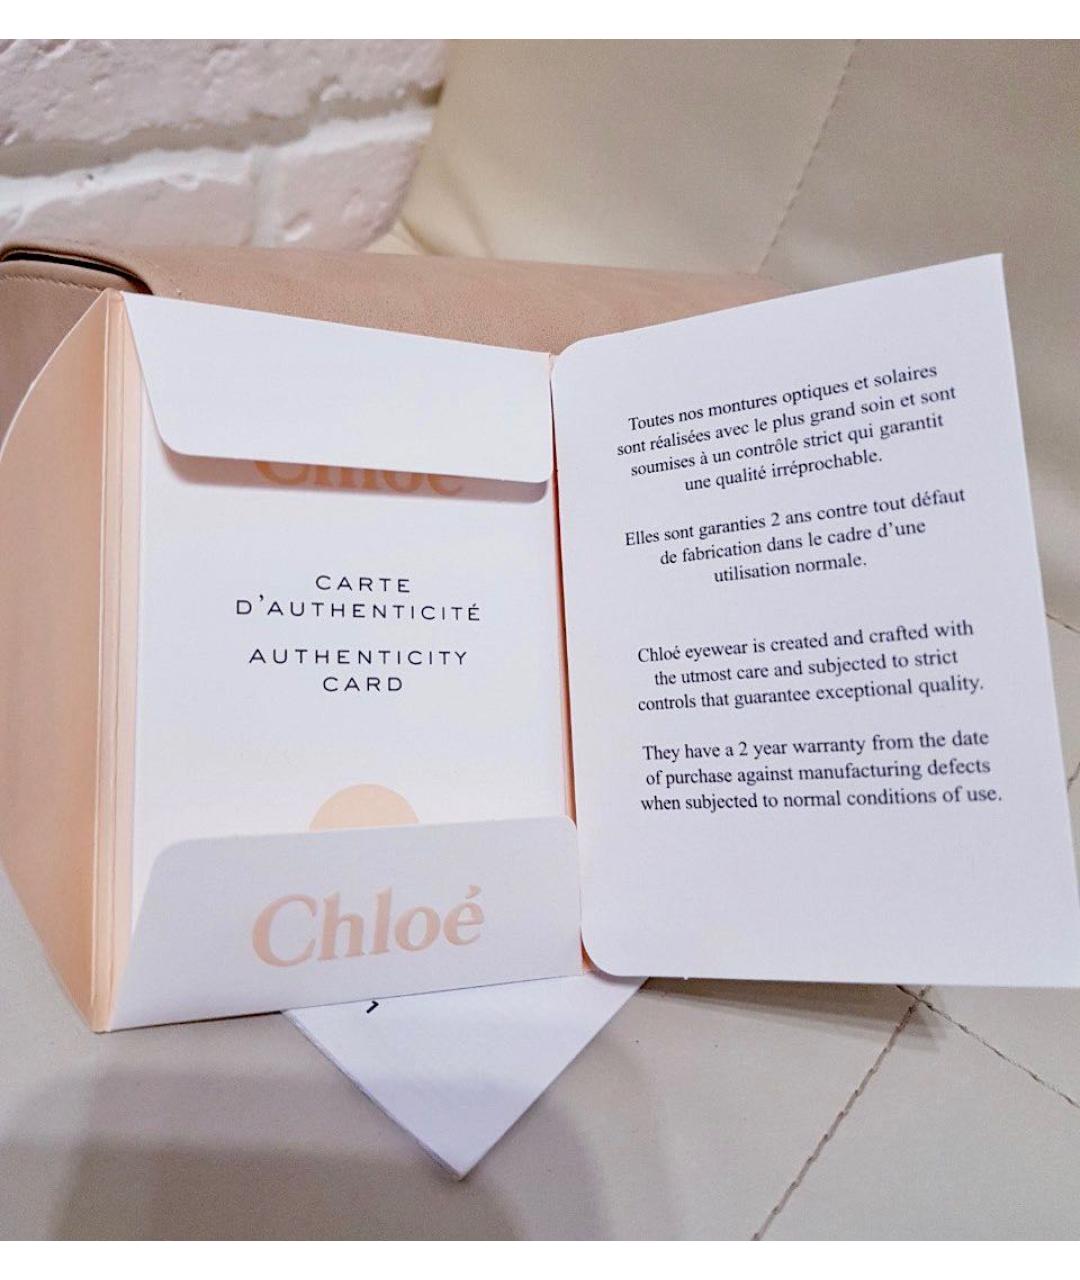 Chloé
CARTE
D'AUTHENTICITÉ
AUTHENTICITY
CARD
Chloé
Toutes nos montures optiques et solaires
sont réalisées avec le plus grand soin et sont
soumises à un contrôle strict qui garantit
une qualité irréprochable.
Elles sont garanties 2 ans contre tout défaut
de fabrication dans le cadre d'une
utilisation normale.
Chloé eyewear is created and crafted with
the utmost care and subjected to strict
controls that guarantee exceptional quality.
They have a 2 year warranty from the date
of purchase against manufacturing defects
when subjected to normal conditions of use.